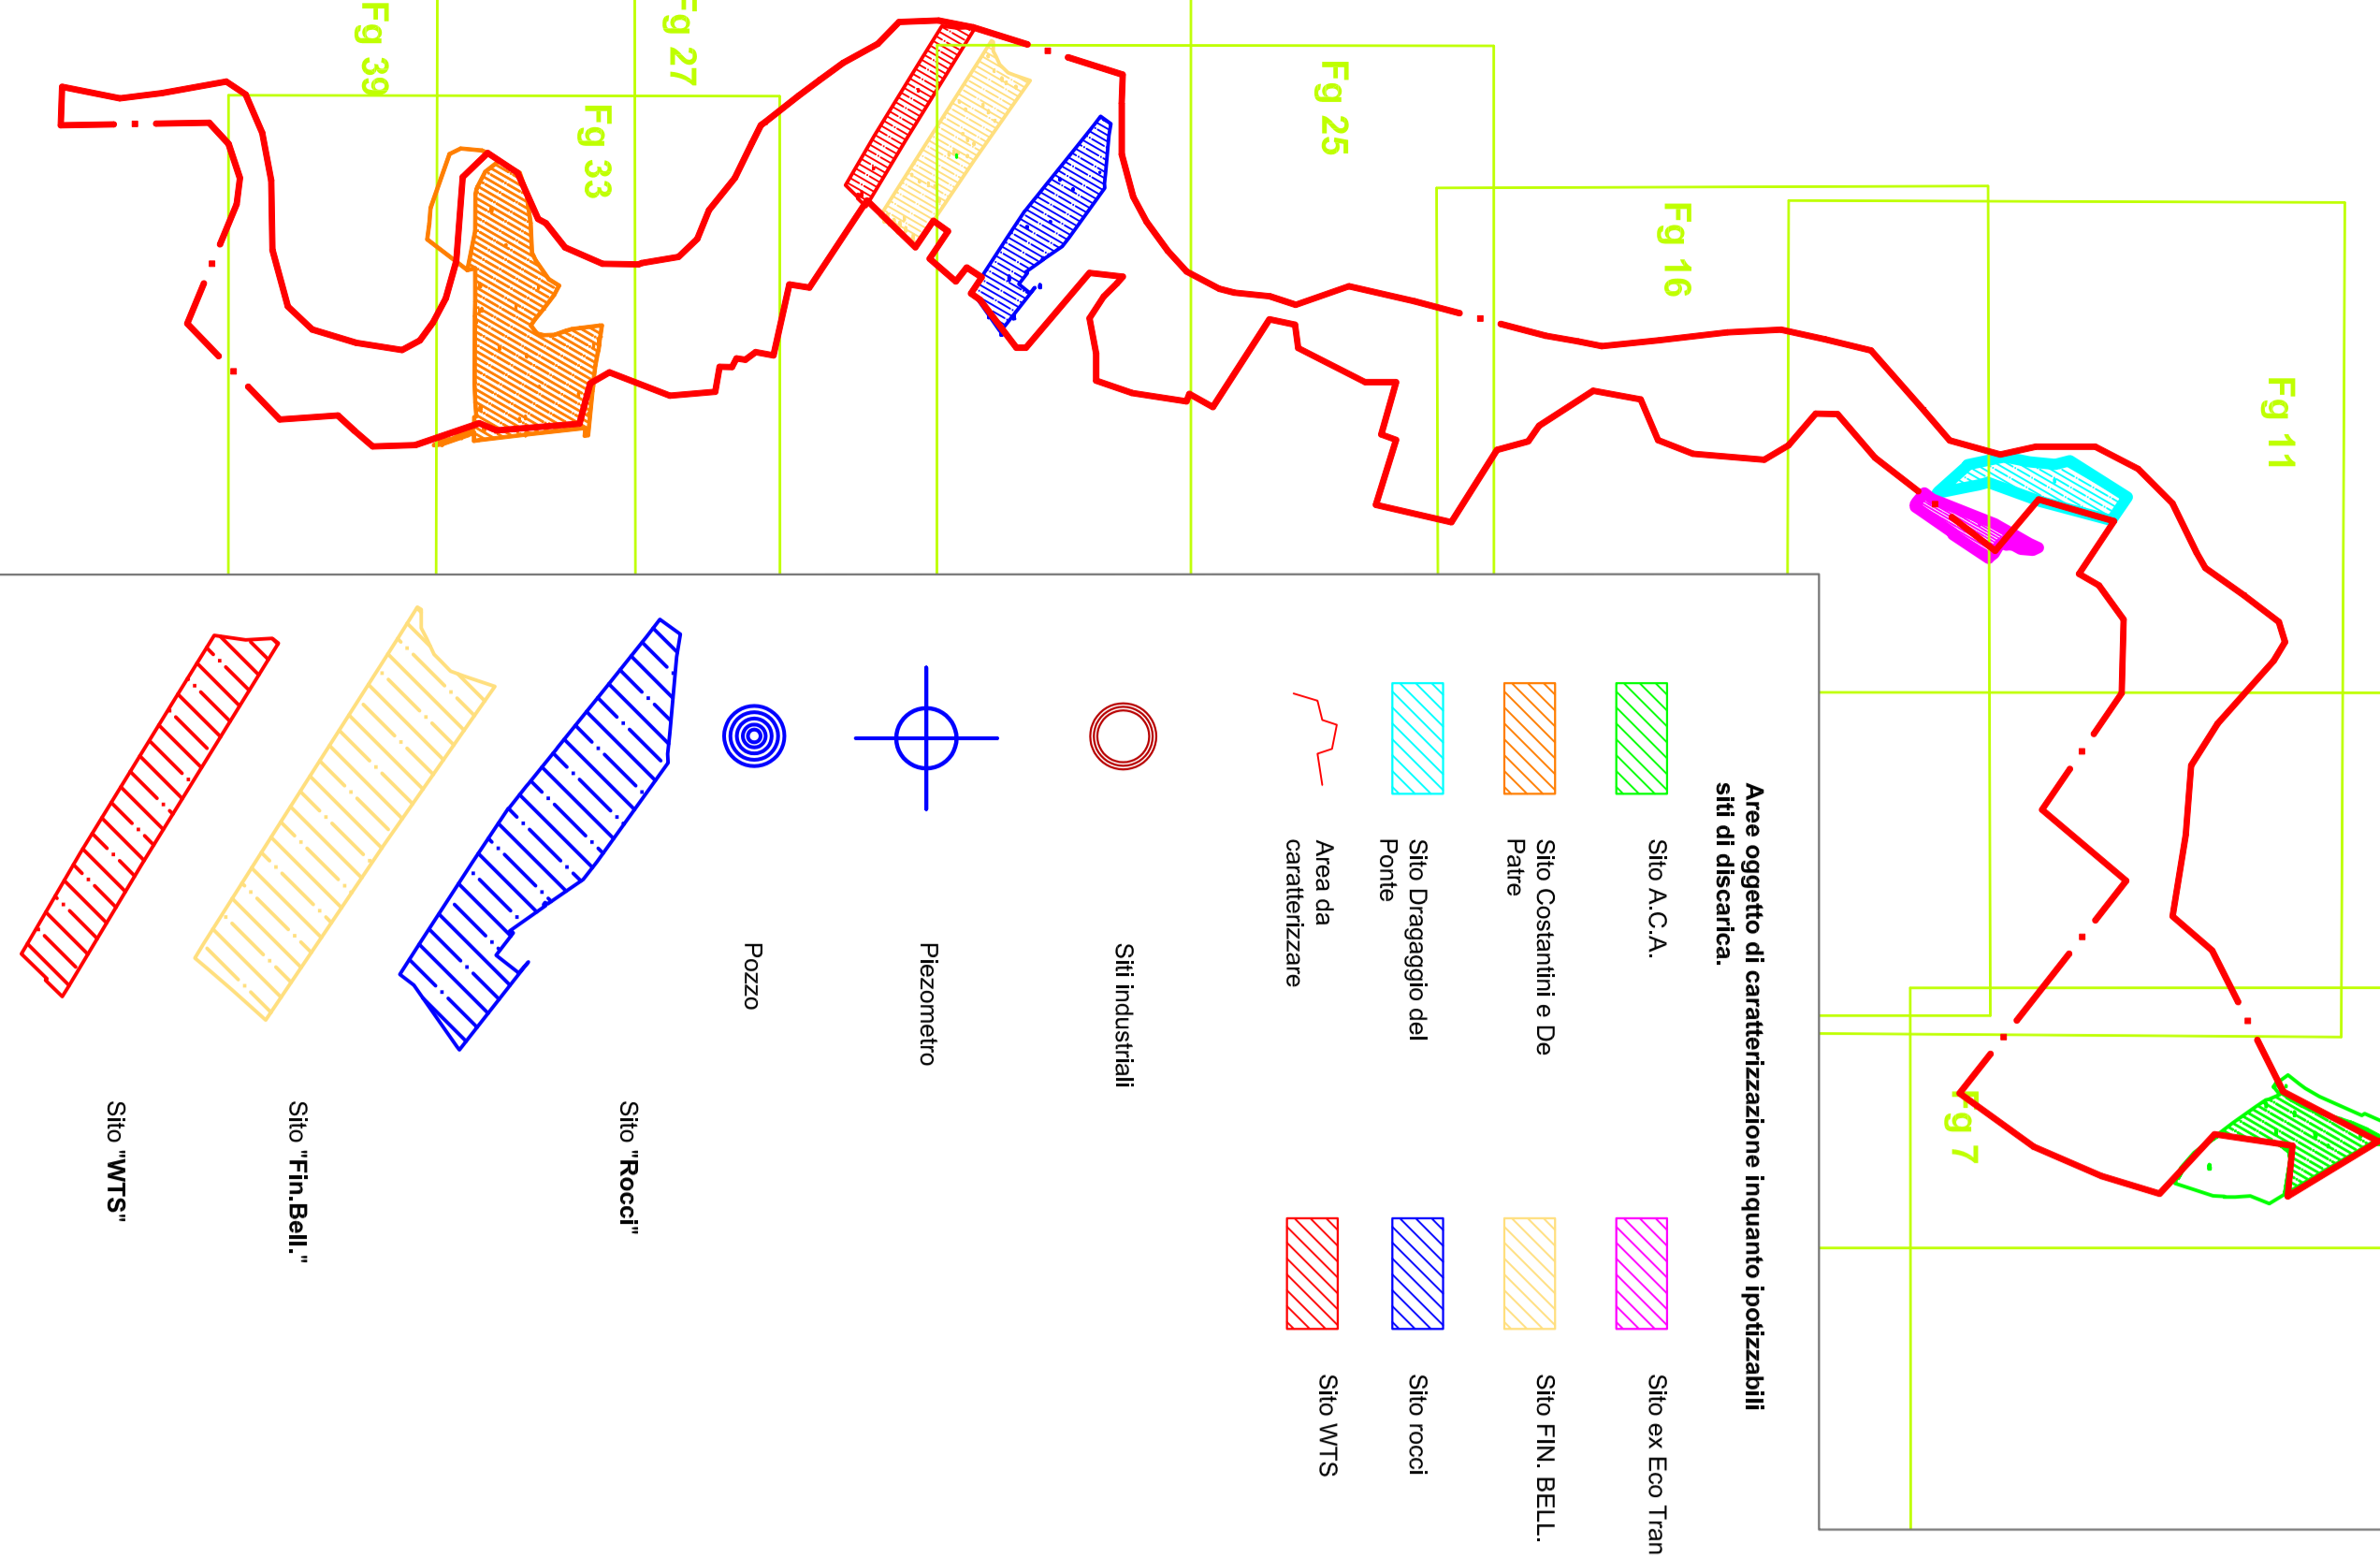 Fg 11
Fg 16
Fg 25
Fg 27
Fg 33
Fg 39
Fg 7
Aree oggetto di caratterizzazione inquanto ipotizzabili
siti di discarica.
Sito A.C.A.
Sito ex Eco Tran
Sito Costantini e De
Patre
Sito FIN. BELL.
Sito Dragaggio del
Ponte
Sito rocci
Area da
caratterizzare
Sito WTS
Siti industriali
Piezometro
Pozzo
Sito "Rocci"
Sito "Fin.Bell."
Sito "WTS"